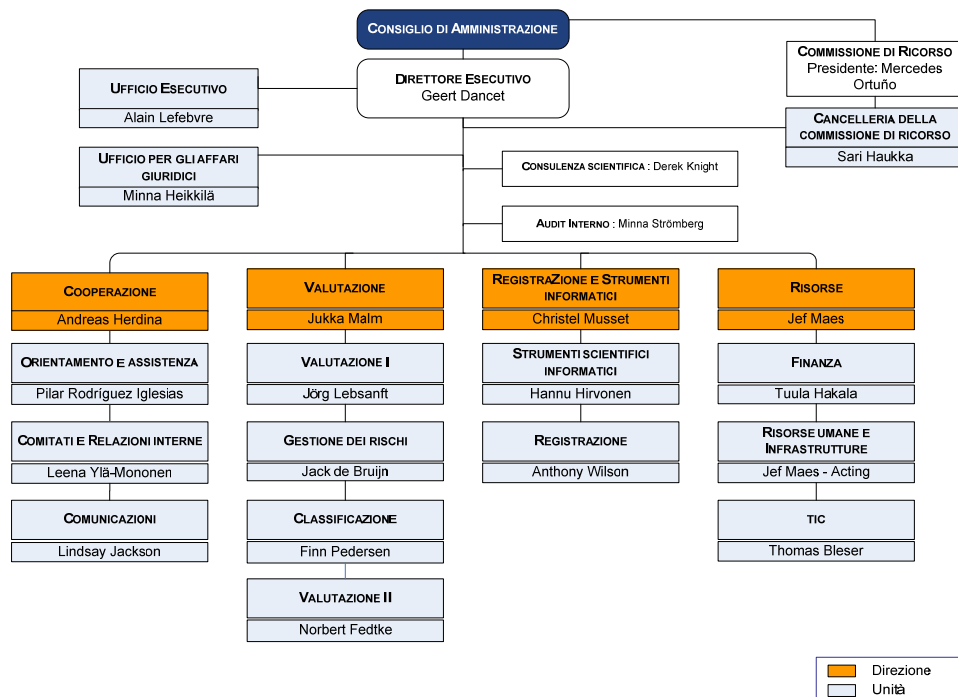 CONSIGLIO DI AMMINISTRAZIONE
COMMISSIONE DI RICORSO
Presidente: Mercedes
Ortuño
DIRETTORE ESECUTIVO
Geert Dancet
UFFICIO ESECUTIVO
Alain Lefebvre
CANCELLERIA DELLA
COMMISSIONE DI RICORSO
Sari Haukka
UFFICIO PER GLI AFFARI
GIURIDICI
Minna Heikkilä
CONSULENZA SCIENTIFICA : Derek Knight
AUDIT INTERNO : Minna Strömberg
COOPERAZIONE
Andreas Herdina
ORIENTAMENTO E ASSISTENZA
Pilar Rodríguez Iglesias
COMITATI E RELAZIONI INTERNE
Leena Ylä-Mononen
COMUNICAZIONI
Lindsay Jackson
VALUTAZIONE
Jukka Malm
VALUTAZIONE I
Jörg Lebsanft
GESTIONE DEI RISCHI
Jack de Bruijn
CLASSIFICAZIONE
Finn Pedersen
VALUTAZIONE II
Norbert Fedtke
REGISTRAZIONE E STRUMENTI
INFORMATICI
Christel Musset
STRUMENTI SCIENTIFICI
INFORMATICI
Hannu Hirvonen
REGISTRAZIONE
Anthony Wilson
RISORSE
Jef Maes
FINANZA
Tuula Hakala
RISORSE UMANE E
INFRASTRUTTURE
Jef Maes - Acting
TIC
Thomas Bleser
Direzione
Unità